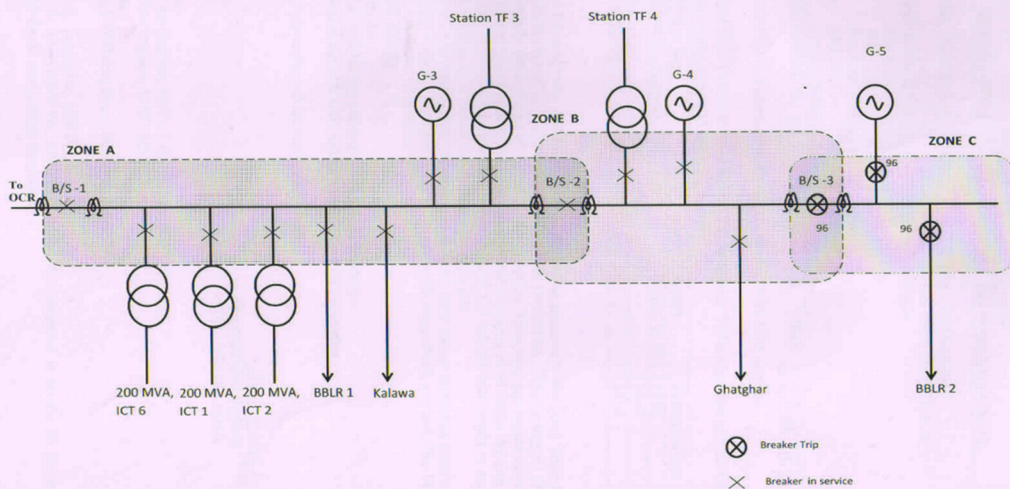 Station TF 3
Station TF 4
G-5
G-3
G-4
ZONE A
ZONE B
ZONE C
96
To
OCR
B/S -1
B/S -2
B/S -3
96
96
200 MVA,
ICT 6
200 MVA,
ICT 1
200 MVA,
ICT 2
BBLR 1
Kalawa
Ghatghar
BBLR 2
Breaker Trip
Breaker in service